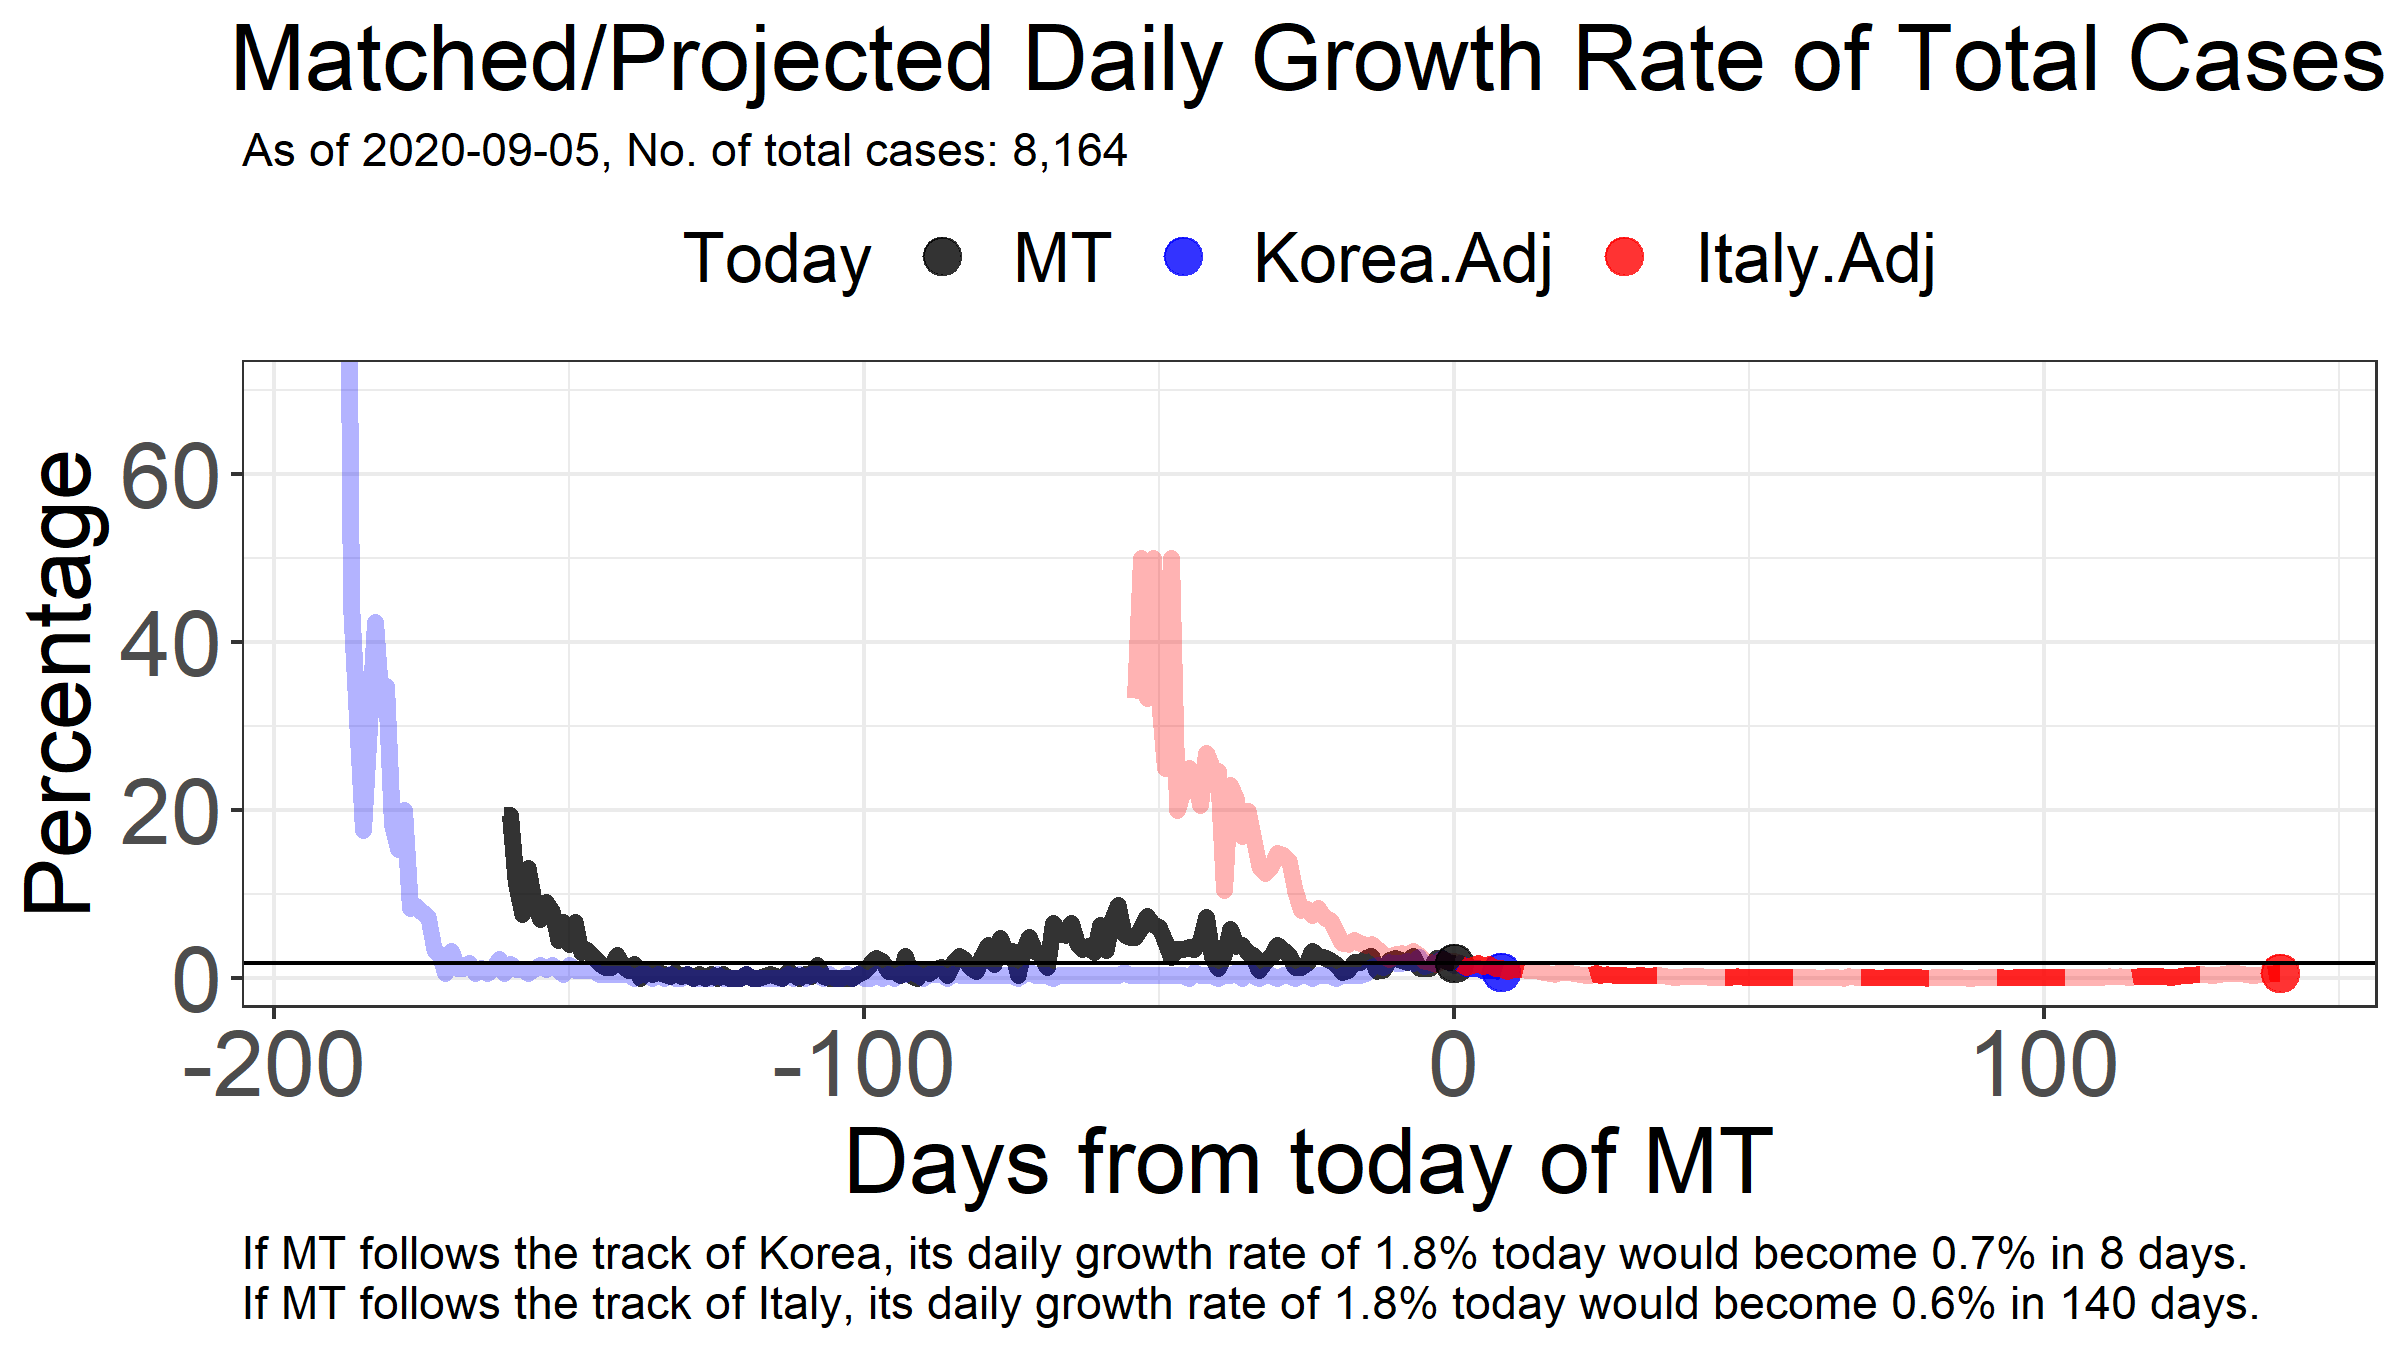 Matched/Projected Daily Growth Rate of Total Cases
As of 2020-09-05, No. of total cases: 8,164
Today MT Korea.Adj Italy.Adj
Percentage
60
40
20
0
-200 -100 0 100
Days from today of MT
If MT follows the track of Korea, its daily growth rate of 1.8% today would become 0.7% in 8 days.
If MT follows the track of Italy, its daily growth rate of 1.8% today would become 0.6% in 140 days.